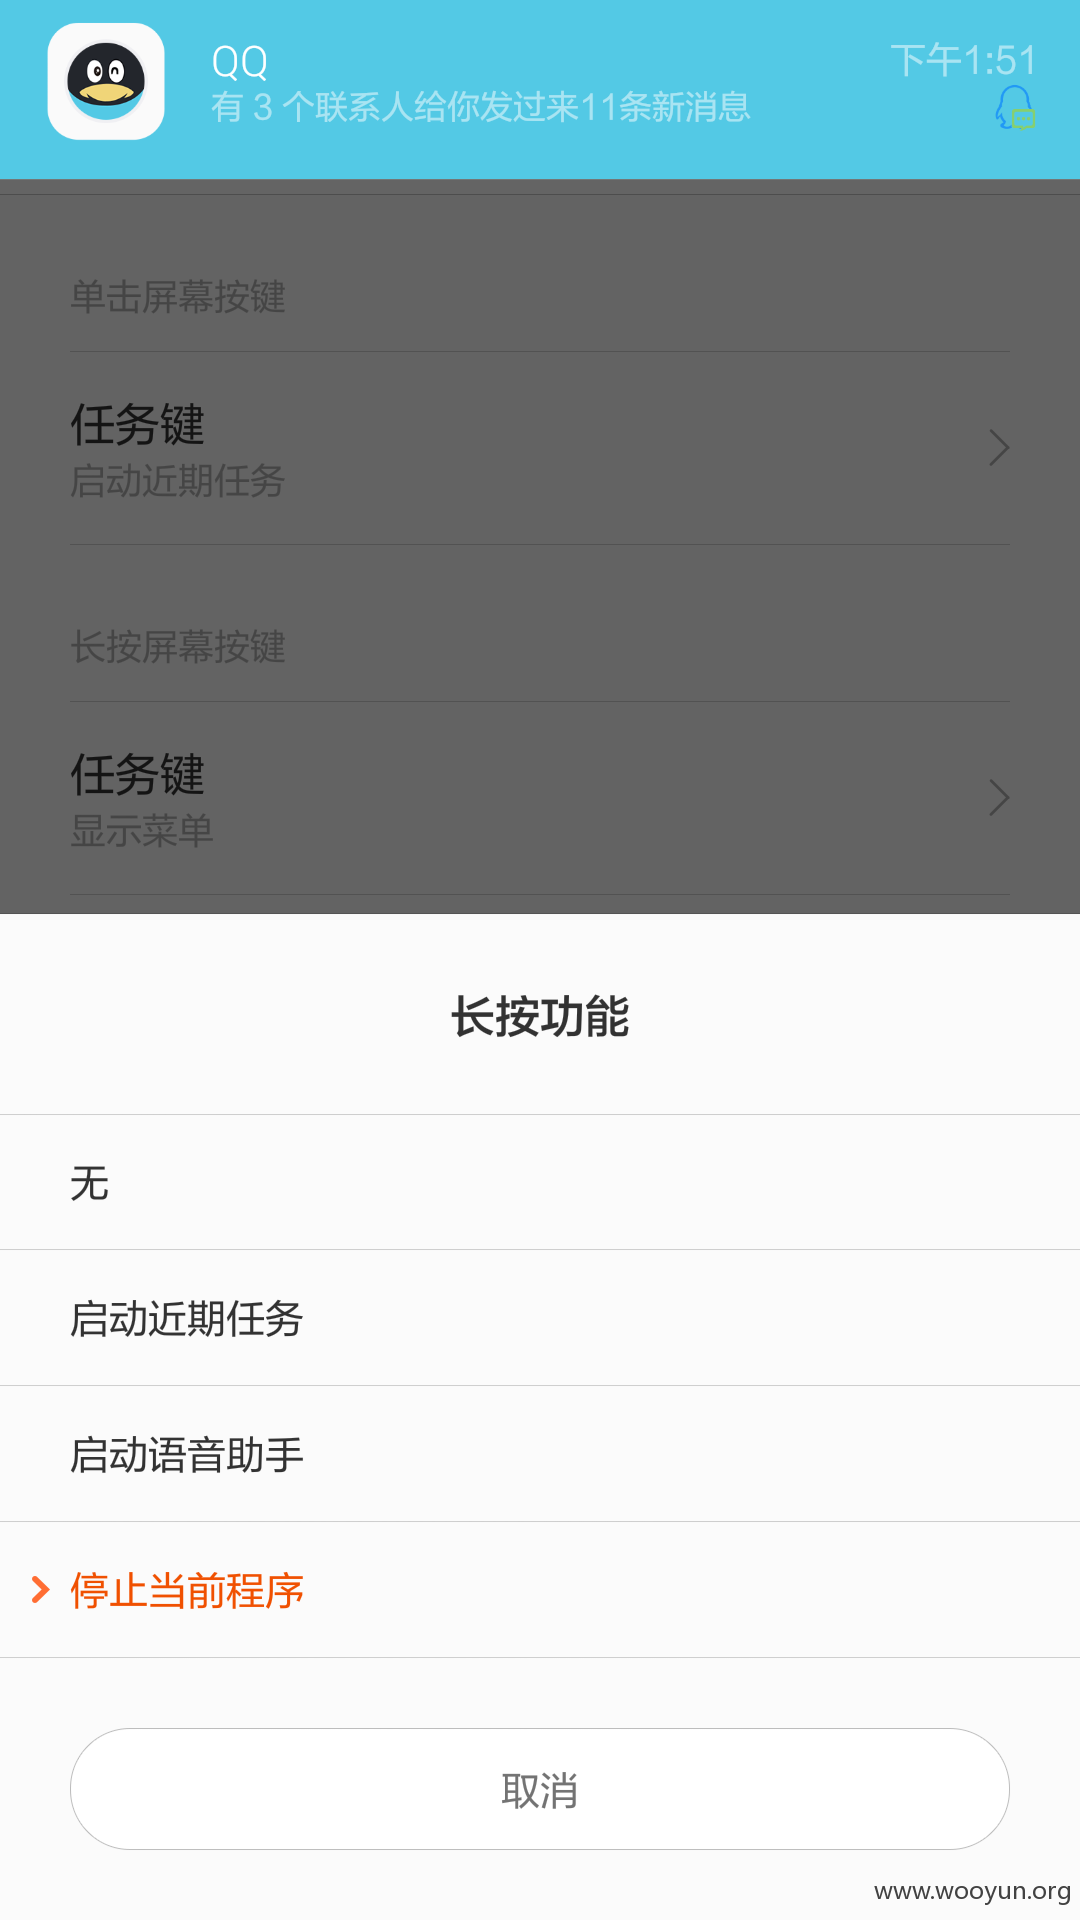 QQ
下午1:51
有 3 个联系人给你发过来11条新消息
单击屏幕按键
任务键
启动近期任务
长按屏幕按键
任务键
显示菜单
长按功能
无
启动近期任务
启动语音助手
停止当前程序
取消
www.wooyun.org